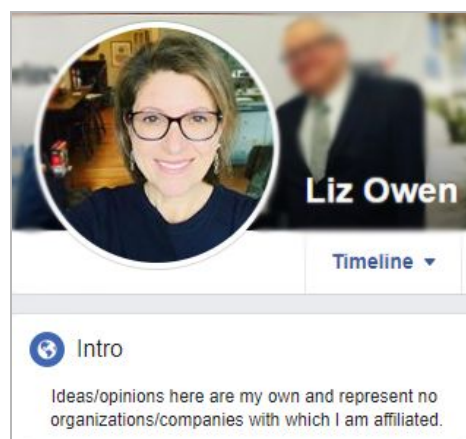 Liz Owen
Timeline
Intro
Ideas/opinions here are my own and represent no
organizations/companies with which I am affiliated.